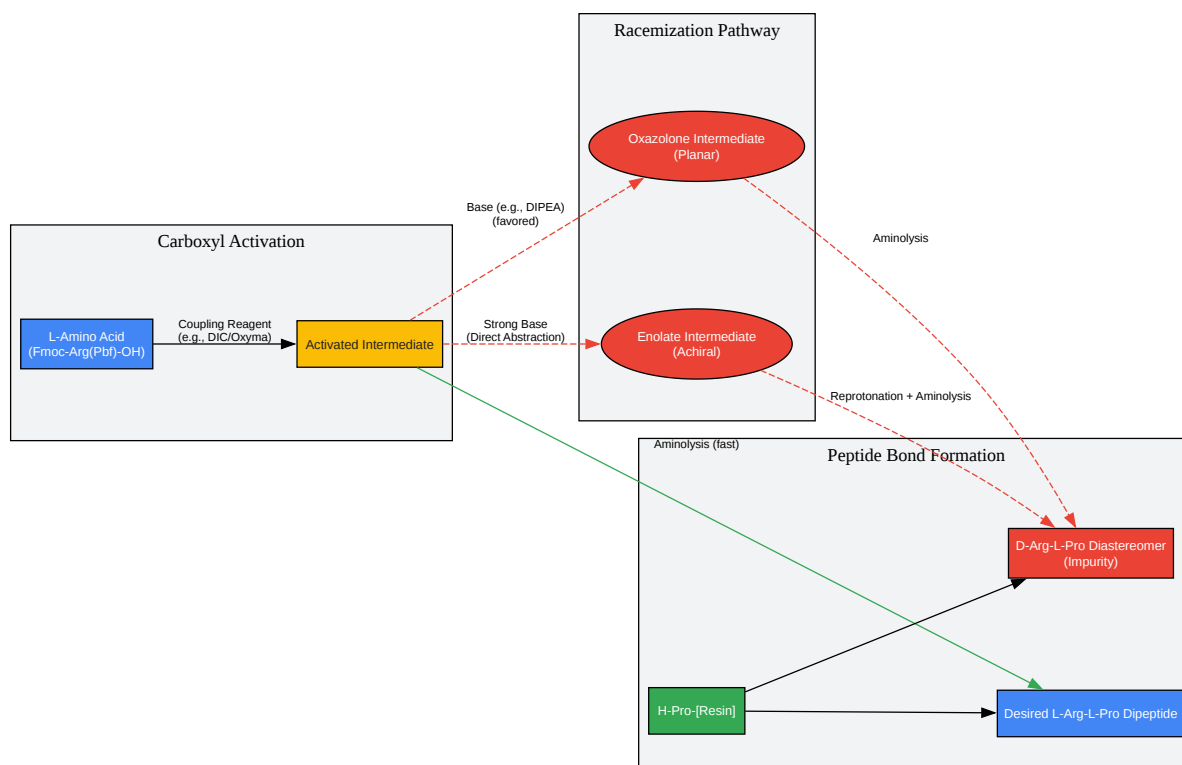 Racemization Pathway
Oxazolone Intermediate
(Planar)
Base (e.g., DIPEA)
(favored)
Carboxyl Activation
Aminolysis
L-Amino Acid
(Fmoc-Arg(Pbf)-OH)
Coupling Reagent
(e.g., DIC/Oxyma)
Activated Intermediate
Strong Base
(Direct Abstraction)
Enolate Intermediate
(Achiral)
Reprotonation + Aminolysis
Aminolysis (fast)
Peptide Bond Formation
D-Arg-L-Pro Diastereomer
(Impurity)
H-Pro-[Resin]
Desired L-Arg-L-Pro Dipeptide